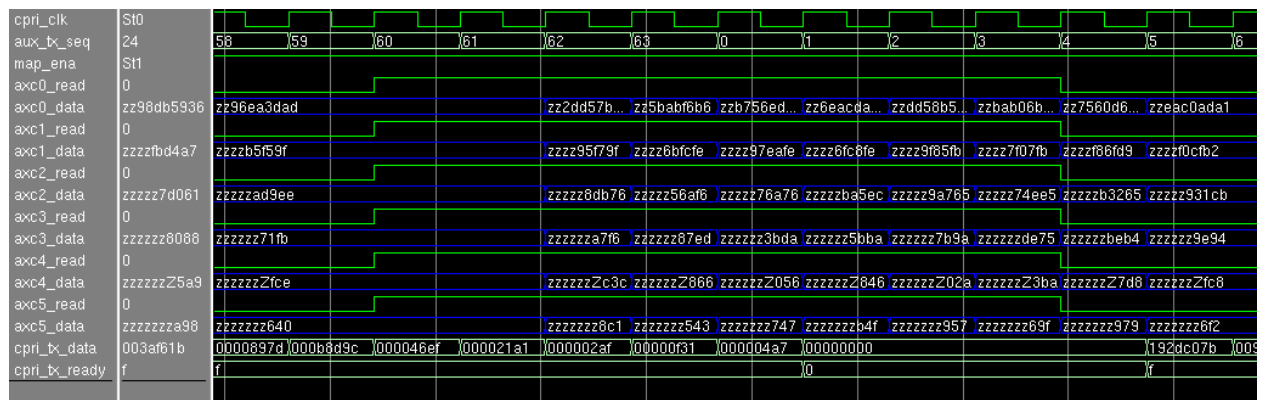 cpri_clk St0
aux_tx_seq 24 58 59 60 61 62 63 0 1 2 3 4 5 6
map_ena St1
axc0_read 0
axc0_data zz98db5936 zz96ea3dad zz2dd57b... zz5babf6b6 zzb756ed... zz6eacda... zzdd58b5... zzbab06b... zz7560d6... zzeac0ada1
axc1_read 0
axc1_data zzzzfbd4a7 zzzzb5f59f zzzz95f79f zzzz6bfcfe zzzz97eafe zzzz6fc8fe zzzz9f85fb zzzz7f07fb zzzzf86fd9 zzzzf0cfb2
axc2_read 0
axc2_data zzzzz7d061 zzzzzad9ee zzzzz8db76 zzzzz56af6 zzzzz76a76 zzzzzba5ec zzzzz9a765 zzzzz74ee5 zzzzzb3265 zzzzz931cb
axc3_read 0
axc3_data zzzzzz8088 zzzzzz71fb zzzzzza7f6 zzzzzz87ed zzzzzz3bda zzzzzz5bba zzzzzz7b9a zzzzzzde75 zzzzzzbeb4 zzzzzz9e94
axc4_read 0
axc4_data zzzzzzZ5a9 zzzzzzZfce zzzzzzZc3c zzzzzzZ866 zzzzzzZ056 zzzzzzZ846 zzzzzzZ02a zzzzzzZ3ba zzzzzzZ7d8 zzzzzzZfc8
axc5_read 0
axc5_data zzzzzzza98 zzzzzzz640 zzzzzzz8c1 zzzzzzz543 zzzzzzz747 zzzzzzzb4f zzzzzzz957 zzzzzzz69f zzzzzzz979 zzzzzzz6f2
cpri_tx_data 003af61b 0000897d 000b8d9c 000046ef 000021a1 000002af 00000f31 000004a7 00000000 192dc07b 009
cpri_tx_ready f f 0 f